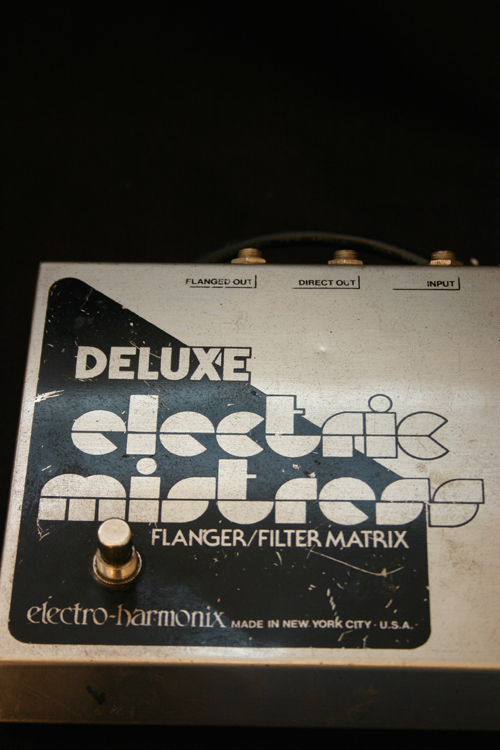 FLANGED OUT DIRECT OUT INPUT
DELUXE
electric
mistress
FLANGER/FILTER MATRIX
electro-harmonix MADE IN NEW YORK CITY · U.S.A.